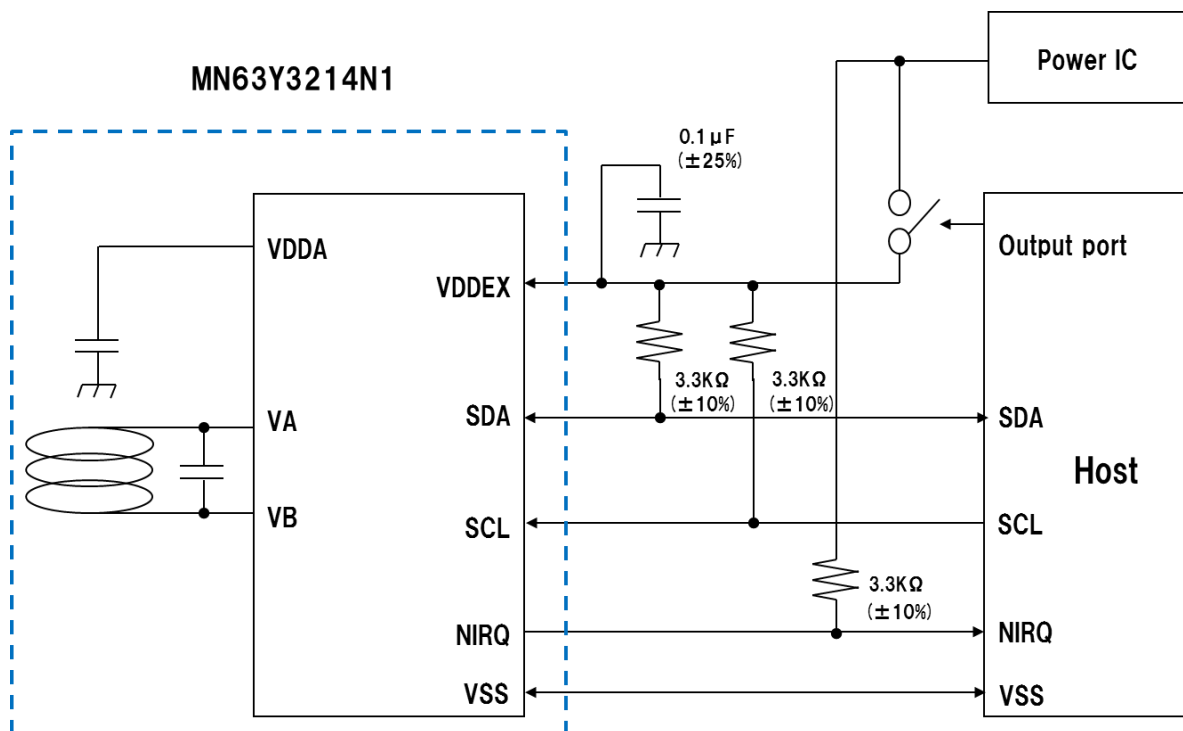 Power IC
MN63Y3214N1
0.1μF
(±25%)
VDDA
Output port
VDDEX
3.3KΩ
(±10%)
3.3KΩ
(±10%)
VA
SDA
SDA
Host
VB
SCL
SCL
3.3KΩ
(±10%)
NIRQ
NIRQ
VSS
VSS